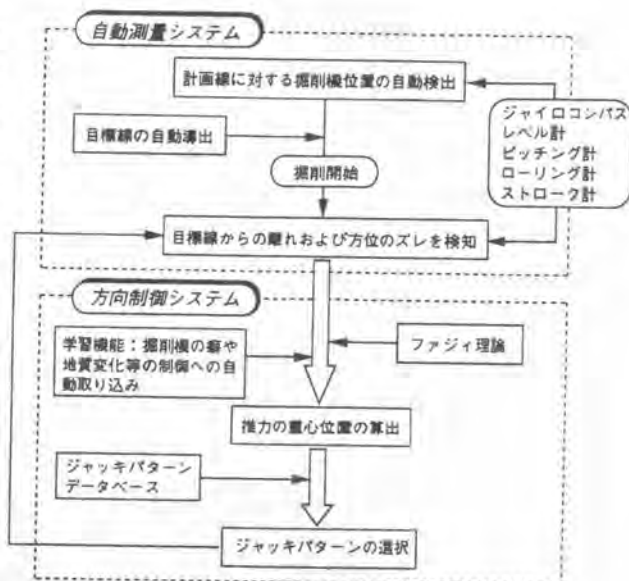 自動測量システム
計画線に対する掘削機位置の自動検出
目標線の自動導出
掘削開始
ジャイロコンパス
レベル計
ピッチング計
ローリング計
ストローク計
目標線からの離れおよび方位のズレを検知
方向制御システム
学習機能：掘削機の癖や
地質変化等の制御への自
動取り込み
ファジィ理論
推力の重心位置の算出
ジャッキパターン
データベース
ジャッキパターンの選択